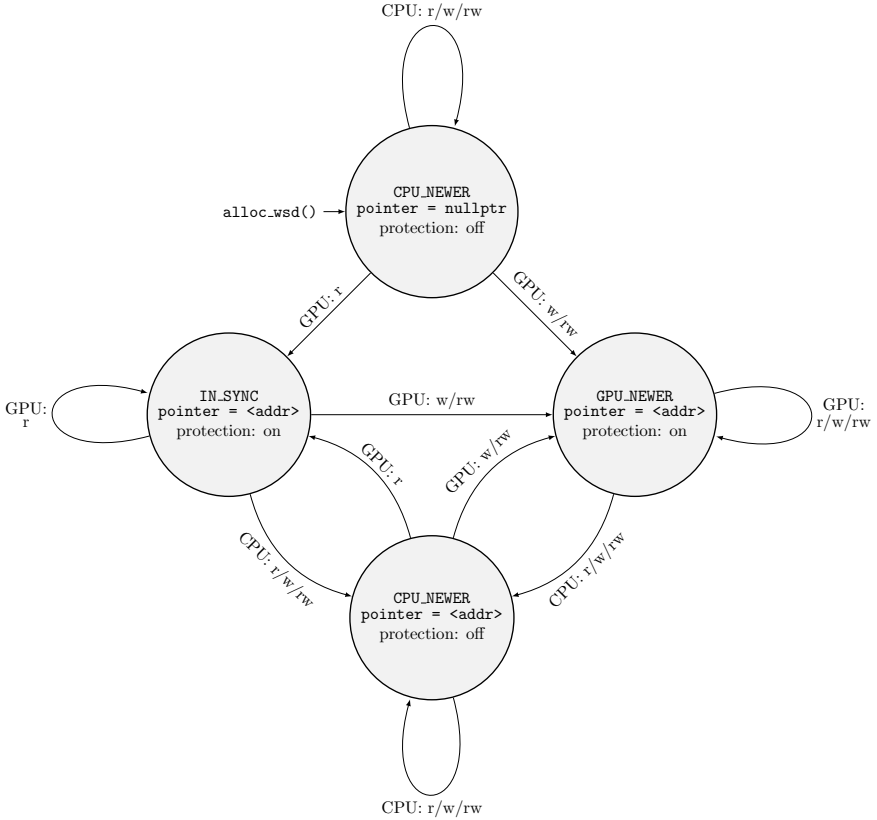 CPU: r/w/rw
CPU_NEWER
pointer = nullptr
protection: off
alloc_wsd()
GPU: r
GPU: w/rw
IN_SYNC
pointer = <addr>
protection: on
GPU:
r
GPU: w/rw
GPU_NEWER
pointer = <addr>
protection: on
GPU:
r/w/rw
GPU: r
GPU: w/rw
CPU: r/w/rw
CPU: r/w/rw
CPU_NEWER
pointer = <addr>
protection: off
CPU: r/w/rw